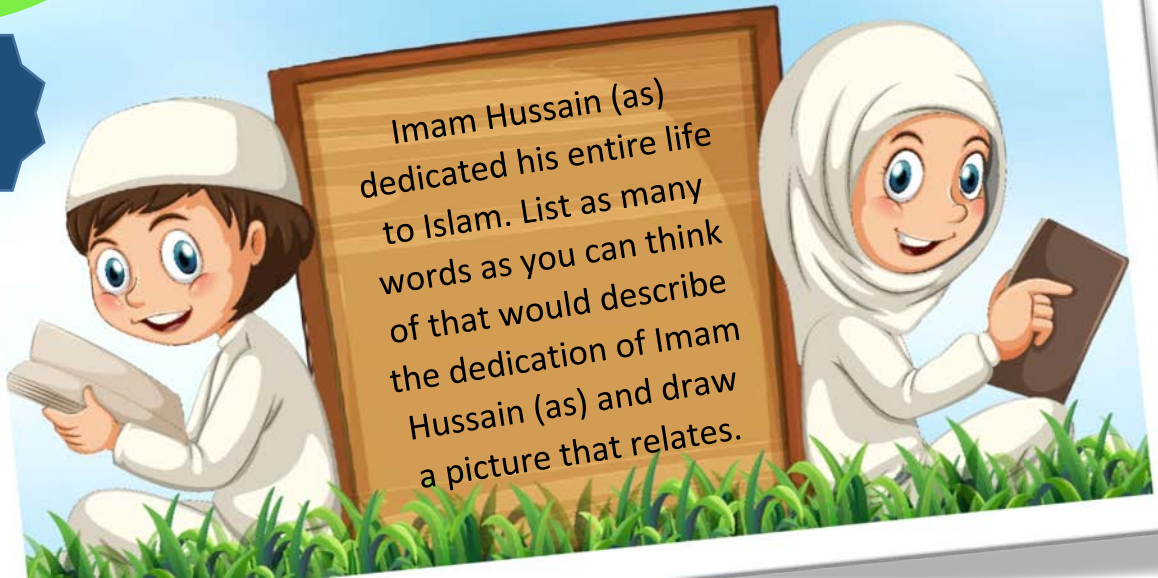 Imam Hussain (as)
dedicated his entire life
to Islam. List as many
words as you can think
of that would describe
the dedication of Imam
Hussain (as) and draw
a picture that relates.